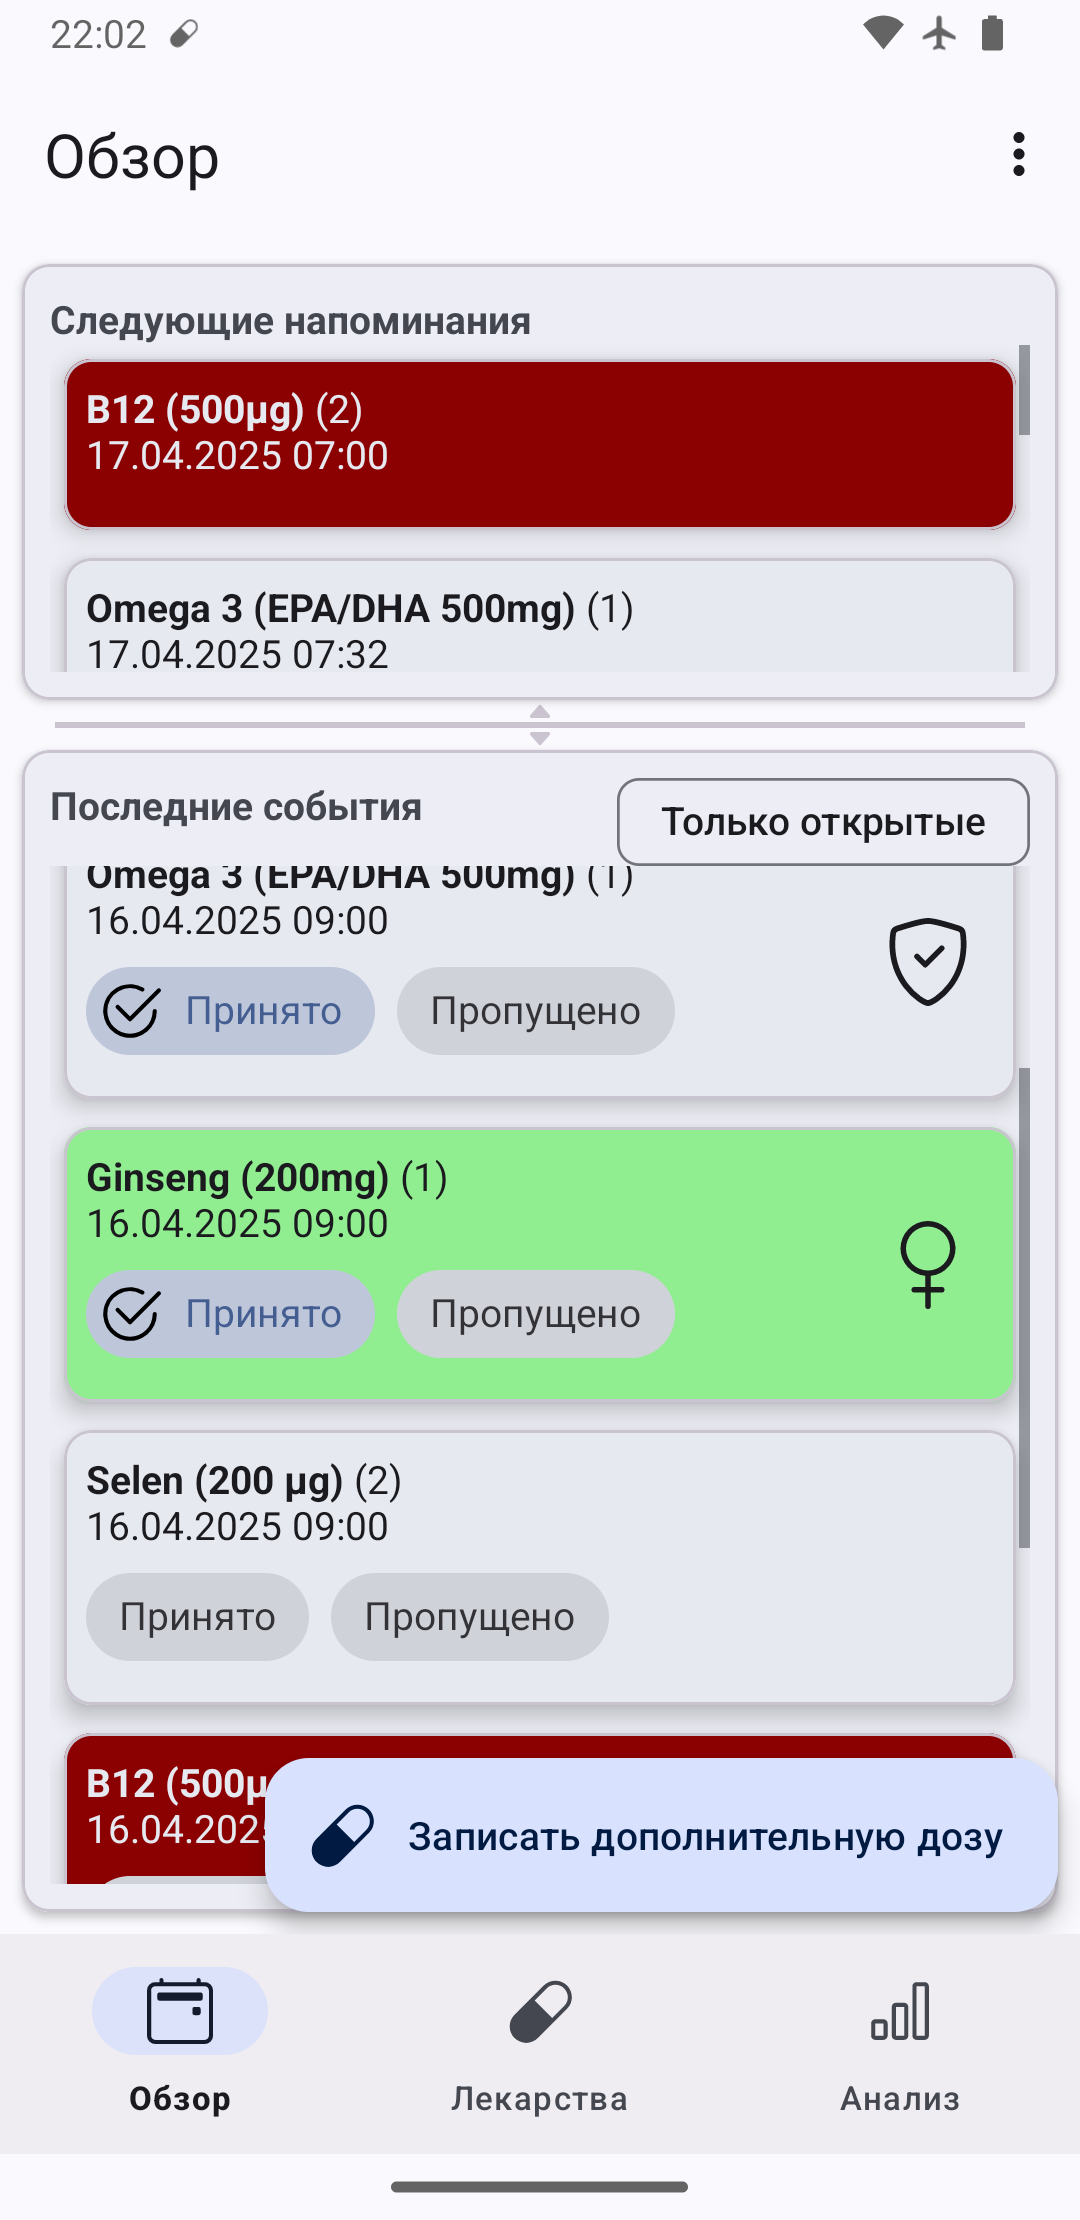 22:02
Обзор
Следующие напоминания
B12 (500µg) (2)
17.04.2025 07:00
Omega 3 (EPA/DHA 500mg) (1)
17.04.2025 07:32
Последние события
Только открытые
Omega 3 (EPA/DHA 500mg) (1)
16.04.2025 09:00
Принято Пропущено
Ginseng (200mg) (1)
16.04.2025 09:00
Принято Пропущено
Selen (200 µg) (2)
16.04.2025 09:00
Принято Пропущено
B12 (500µ
16.04.2025
Записать дополнительную дозу
Обзор Лекарства Анализ